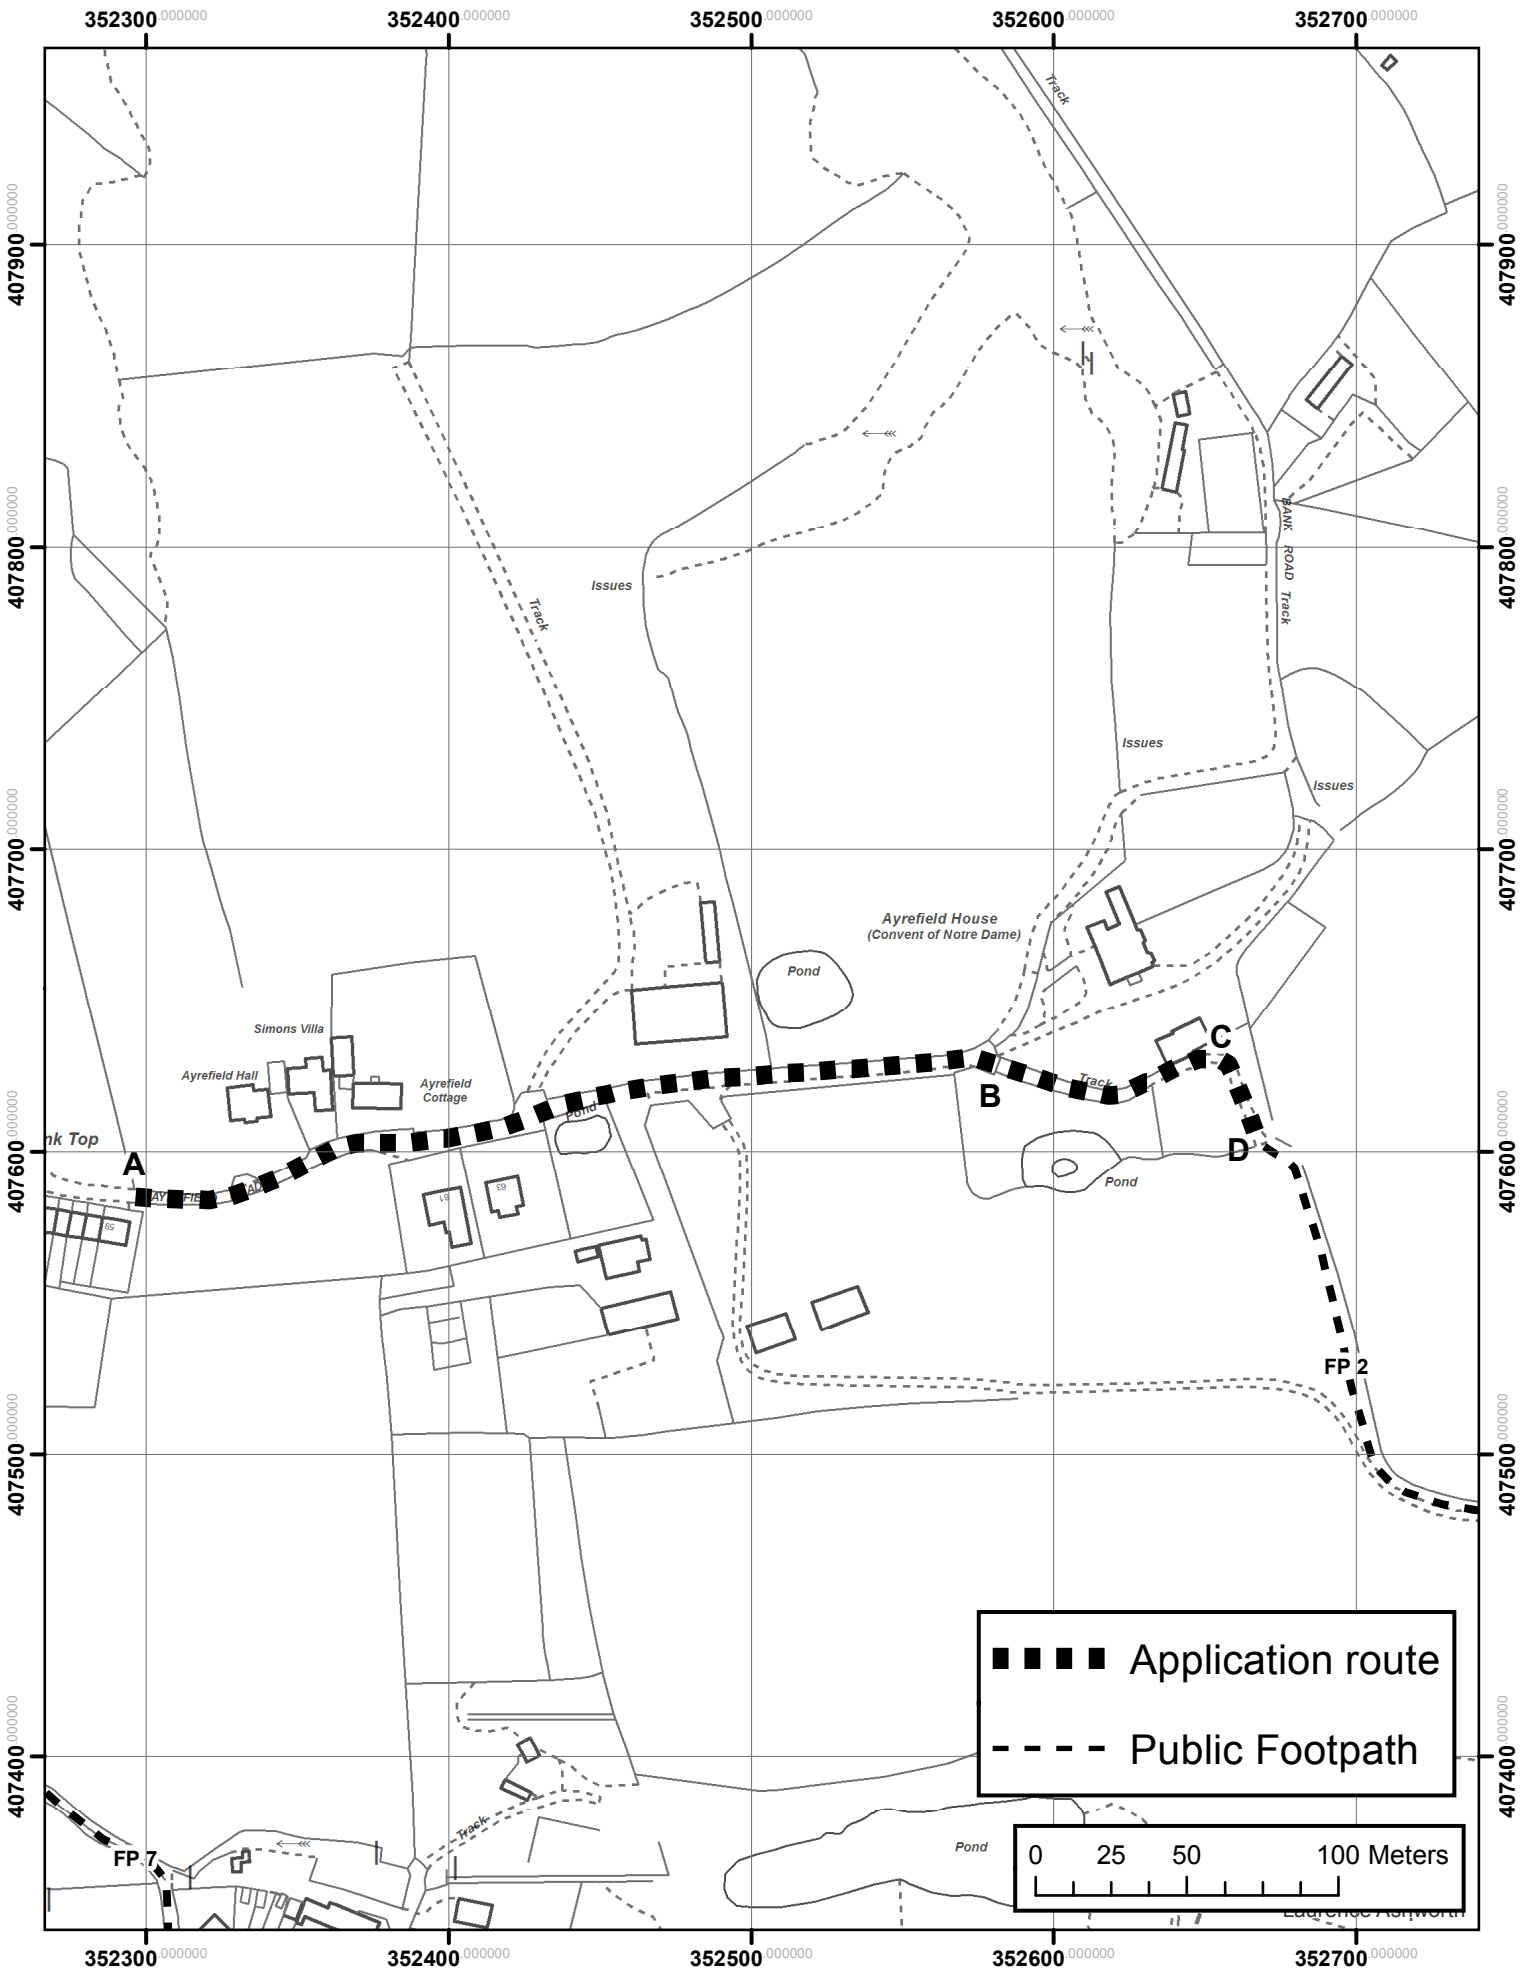 352300.000000 352400.000000 352500.000000 352600.000000 352700.000000
Track
407900.000000
407900.000000
BANK ROAD Track
407800.000000
407800.000000
Issues
Track
Issues
Issues
407700.000000
407700.000000
Ayrefield House
(Convent of Notre Dame)
Pond
Simons Villa
C
Ayrefield Hall
Ayrefield
Cottage
Track
B
Pond
nk Top
A
D
407600.000000
407600.000000
Pond
59
61
63
FP 2
407500.000000
407500.000000
Application route
Public Footpath
407400.000000
407400.000000
Track
FP 7
Pond
0 25 50 100 Meters
Laurence Ashworth
352300.000000 352400.000000 352500.000000 352600.000000 352700.000000